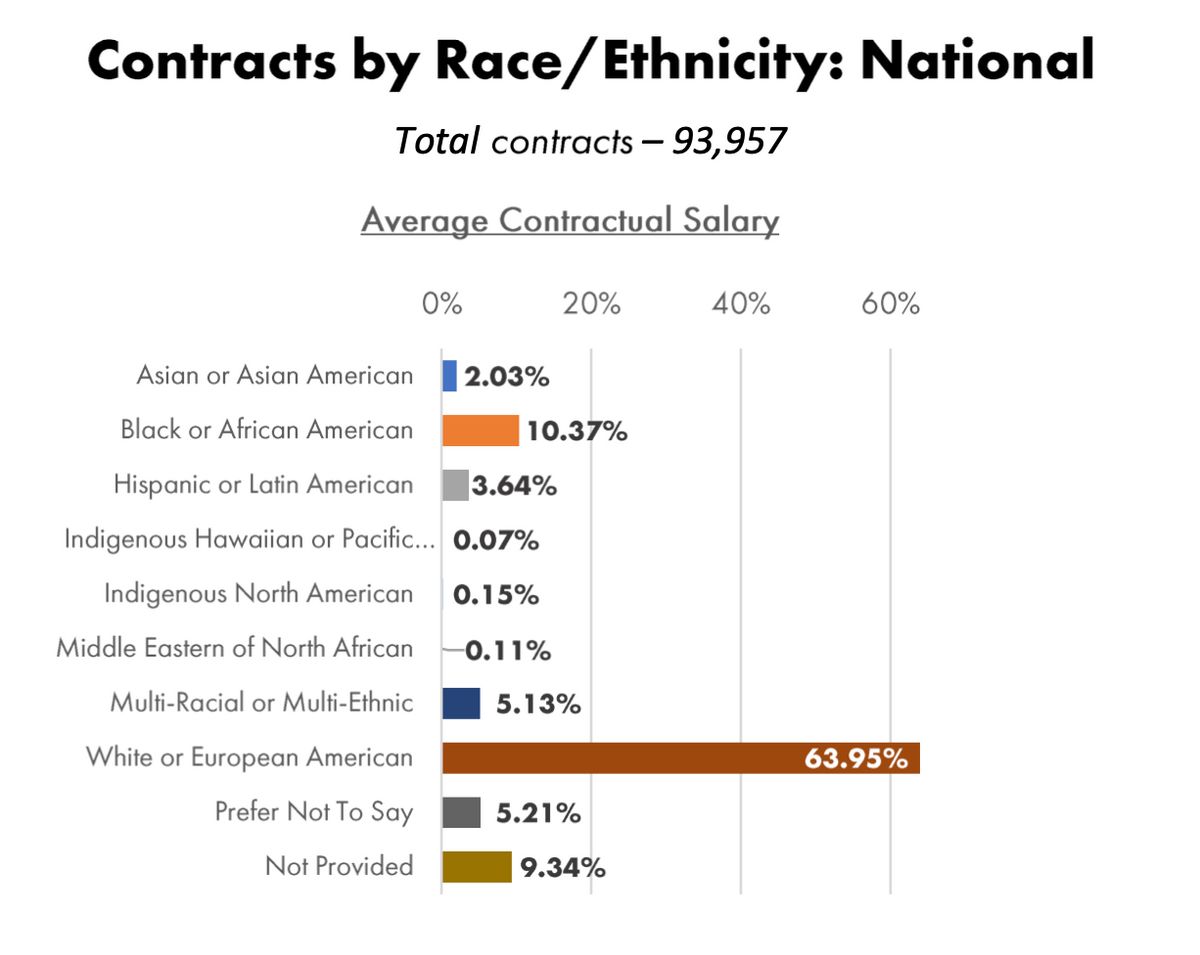 Contracts by Race/Ethnicity: National
Total contracts – 93,957
Average Contractual Salary
0% 20% 40% 60%
Asian or Asian American 2.03%
Black or African American 10.37%
Hispanic or Latin American 3.64%
Indigenous Hawaiian or Pacific... 0.07%
Indigenous North American 0.15%
Middle Eastern of North African 0.11%
Multi-Racial or Multi-Ethnic 5.13%
White or European American 63.95%
Prefer Not To Say 5.21%
Not Provided 9.34%